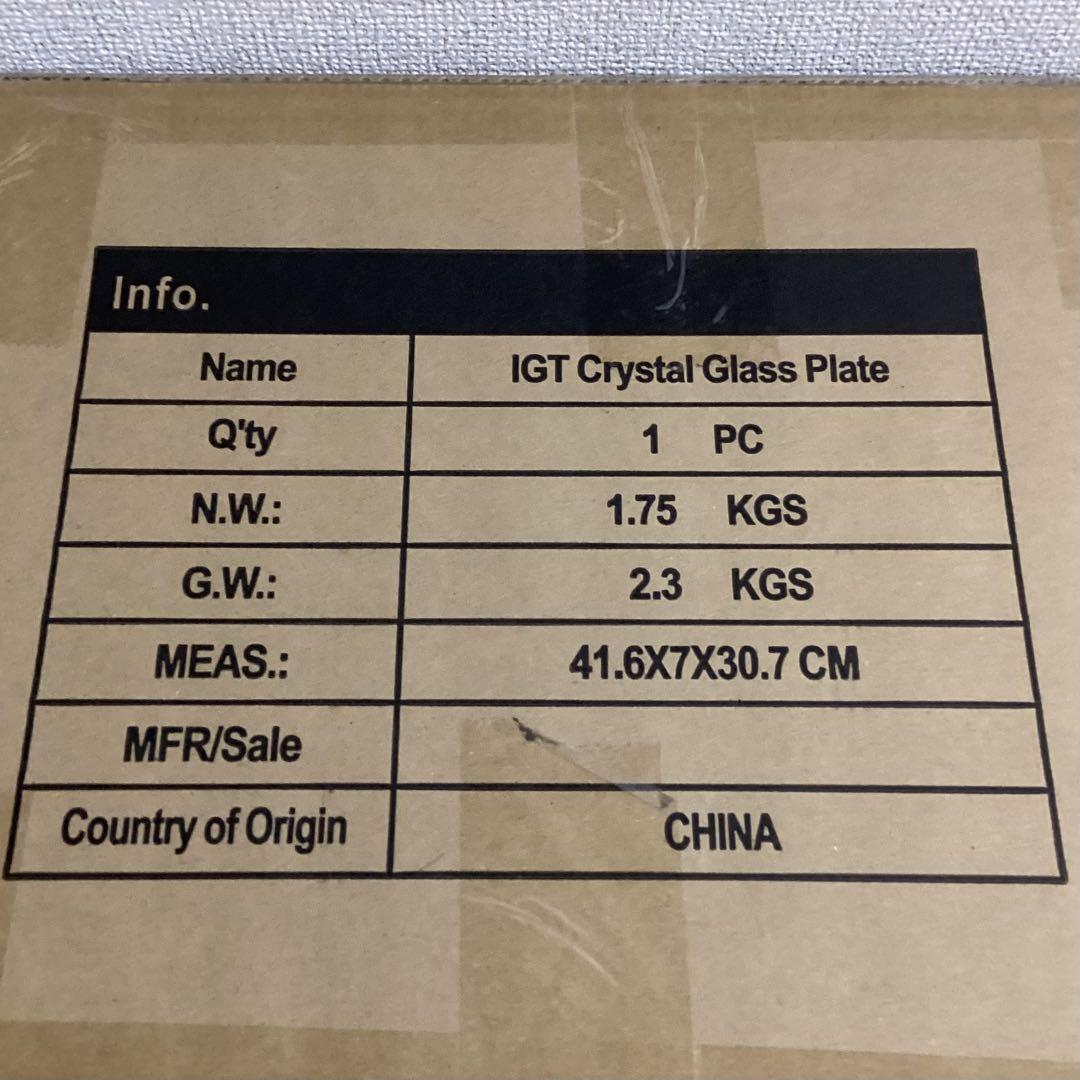 Info.
Name IGT Crystal Glass Plate
Q'ty 1 PC
N.W.: 1.75 KGS
G.W.: 2.3 KGS
MEAS.: 41.6X7X30.7 CM
MFR/Sale
Country of Origin CHINA